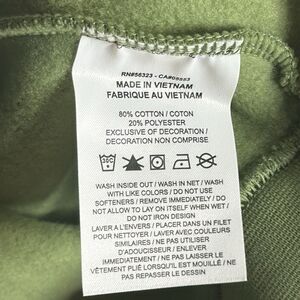 RN#56323 - CA#05553
MADE IN VIETNAM
FABRIQUE AU VIETNAM
80% COTTON / COTON
20% POLYESTER
EXCLUSIVE OF DECORATION /
DECORATION NON COMPRISE
WASH INSIDE OUT / WASH IN NET / WASH
WITH LIKE COLORS / DO NOT USE
SOFTENERS / REMOVE IMMEDIATELY / DO
NOT ALLOW TO LAY ON ITSELF WHEN WET /
DO NOT IRON DESIGN
LAVER A L'ENVERS / PLACER DANS UN FILET
POUR NETTOYER / LAVER AVEC COULEURS
SIMILAIRES / NE PAS UTILISER
D'ADOUCISEUR / ENLEVER
IMMEDIATEMENT / NE PAS LAISSER LE
VÊTEMENT PLIÉ LORSQU'IL EST MOUILLÉ / NE
PAS REPASSER LE DESSIN